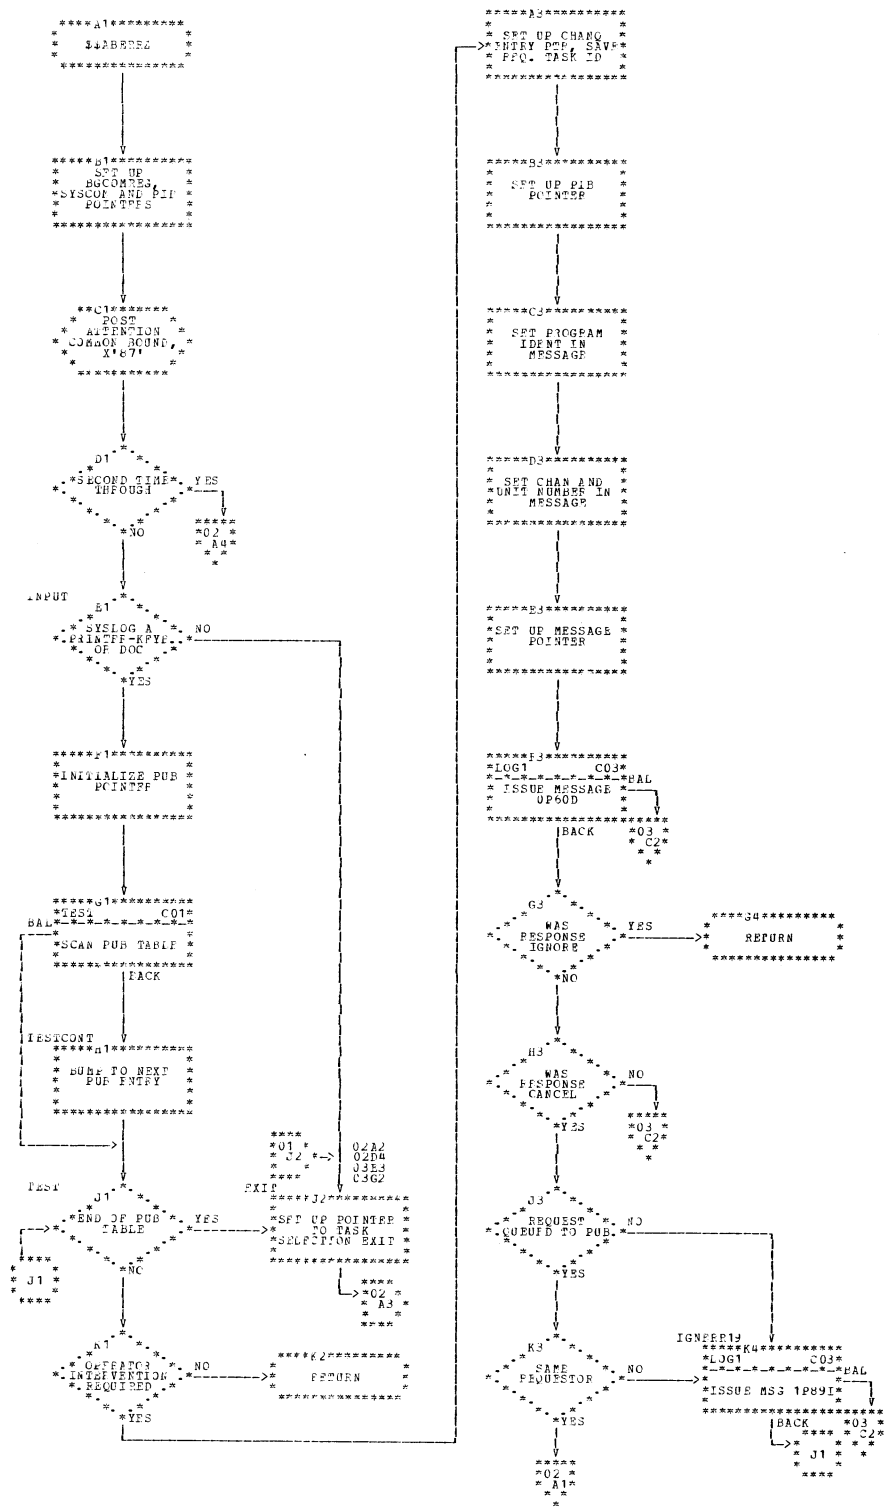 A1
B1
SET UP
BGCOMREG,
SYSCOM AND PIB
POINTERS
C1
POST
ATTENTION
COMMON BOUND,
X'87'
D1
SECOND TIME
THROUGH
YES
02
A4
NO
INPUT
E1
SYSLOG A
PRINTER-KEYB
OR DOC
NO
YES
F1
INITIALIZE PUB
POINTER
G1
TEST C01
BAL
SCAN PUB TABLE
BACK
TESTCONT
H1
BUMP TO NEXT
PUB ENTRY
01
J2
02A2
02D4
03E3
03G2
TEST
J1
END OF PUB
TABLE
YES
EXIT
J2
SET UP POINTER
TO TASK
SELECTION EXIT
NO
J1
02
A3
K1
OPERATOR
INTERVENTION
REQUIRED
NO
K2
RETURN
YES
A3
SET UP CHANQ
ENTRY PTR, SAVE
REQ. TASK ID
B3
SET UP PIB
POINTER
C3
SET PROGRAM
IDENT IN
MESSAGE
D3
SET CHAN AND
UNIT NUMBER IN
MESSAGE
E3
SET UP MESSAGE
POINTER
F3
LOG1 C03
BAL
ISSUE MESSAGE
0P60D
BACK
03
C2
G3
WAS
RESPONSE
IGNORE
YES
G4
RETURN
NO
H3
WAS
RESPONSE
CANCEL
NO
03
C2
YES
J3
REQUEST
QUEUED TO PUB
NO
YES
K3
SAME
REQUESTOR
NO
IGNERR19
K4
LOG1 C03
BAL
ISSUE MSG 1P89I
YES
BACK
03
C2
J1
02
A1